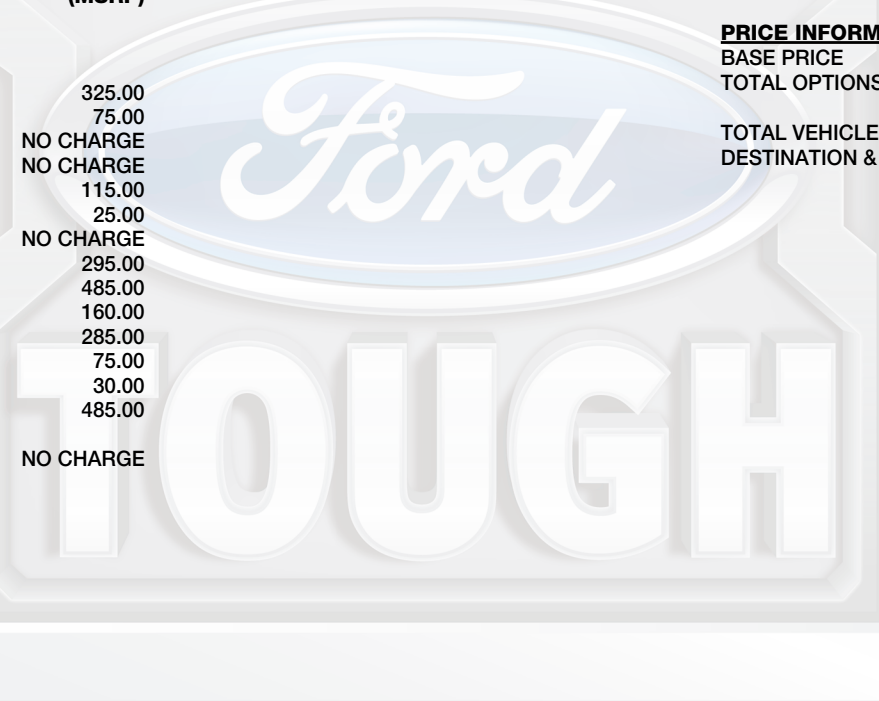 (MSRP)
325.00
75.00
NO CHARGE
NO CHARGE
115.00
25.00
NO CHARGE
295.00
485.00
160.00
285.00
75.00
30.00
485.00
NO CHARGE
PRICE INFORM
BASE PRICE
TOTAL OPTIONS
TOTAL VEHICLE
DESTINATION &
Ford
TOUGH